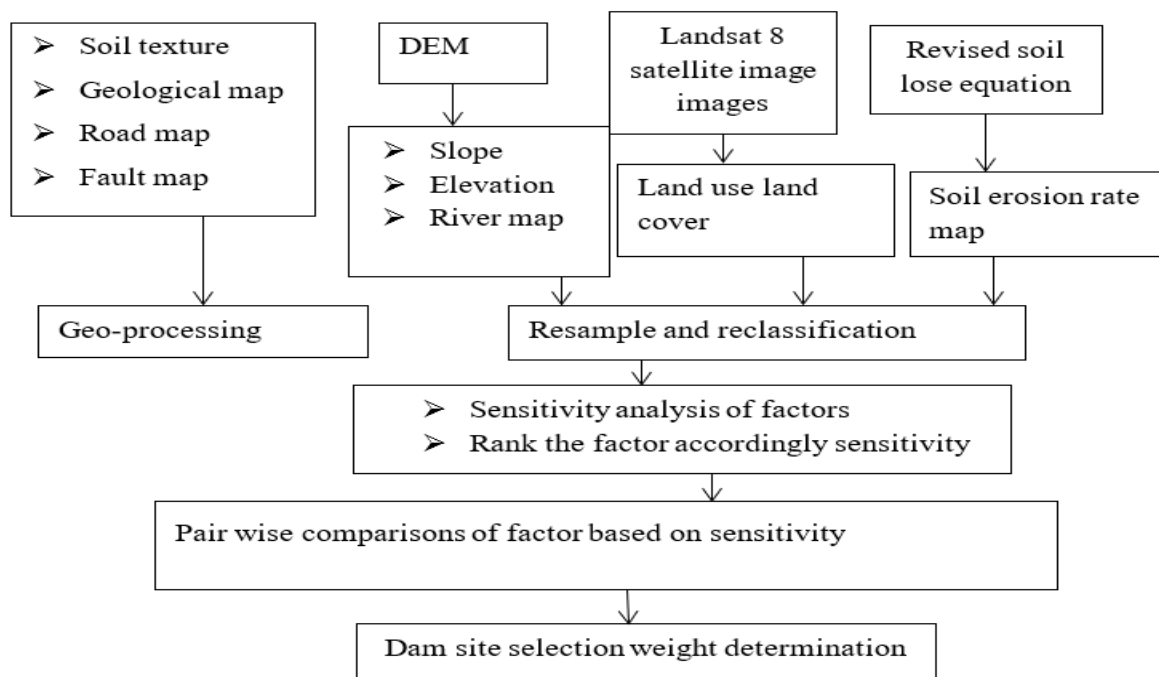 Soil texture
Geological map
Road map
Fault map
DEM
Landsat 8
satellite image
images
Revised soil
lose equation
Slope
Elevation
River map
Land use land
cover
Soil erosion rate
map
Geo-processing
Resample and reclassification
Sensitivity analysis of factors
Rank the factor accordingly sensitivity
Pair wise comparisons of factor based on sensitivity
Dam site selection weight determination